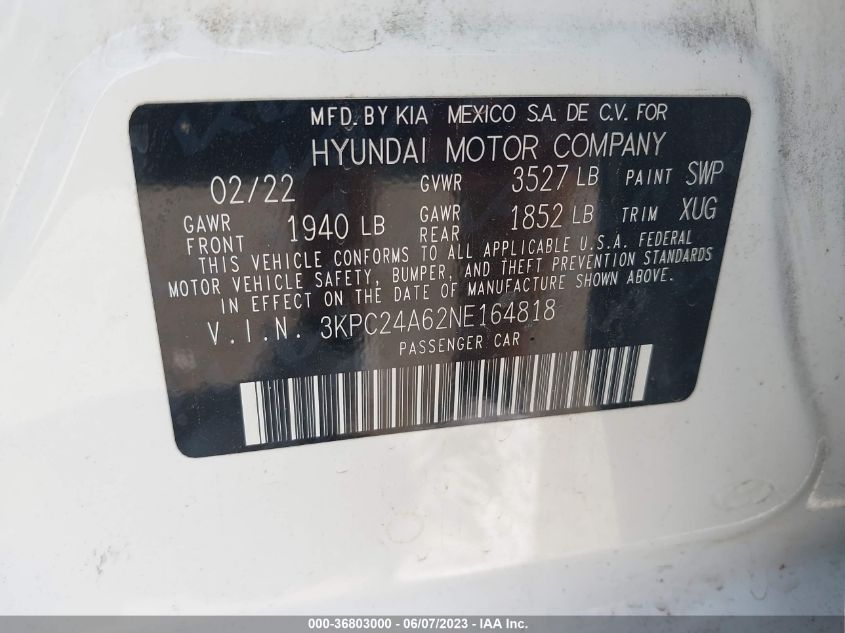 MFD. BY KIA MEXICO S.A. DE C.V. FOR
HYUNDAI MOTOR COMPANY
02/22 GVWR 3527 LB PAINT SWP
GAWR FRONT 1940 LB GAWR REAR 1852 LB TRIM XUG
THIS VEHICLE CONFORMS TO ALL APPLICABLE U.S.A. FEDERAL
MOTOR VEHICLE SAFETY, BUMPER, AND THEFT PREVENTION STANDARDS
IN EFFECT ON THE DATE OF MANUFACTURE SHOWN ABOVE.
V.I.N. 3KPC24A62NE164818
PASSENGER CAR
000-36803000 - 06/07/2023 - IAA Inc.